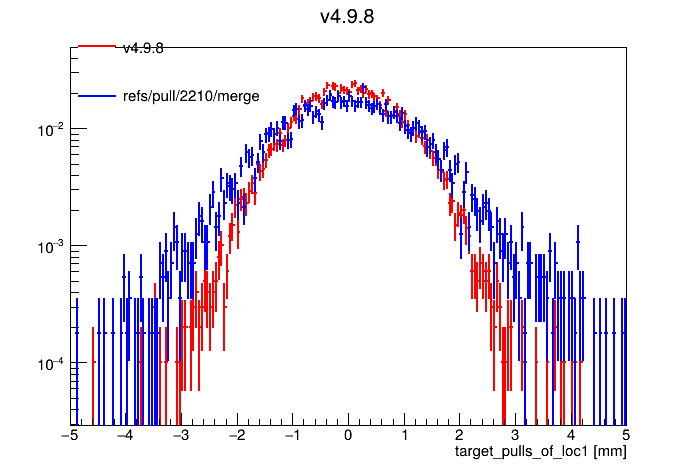 v4.9.8
v4.9.8
refs/pull/2210/merge
10⁻²
10⁻³
10⁻⁴
−5 −4 −3 −2 −1 0 1 2 3 4 5
target_pulls_of_loc1 [mm]